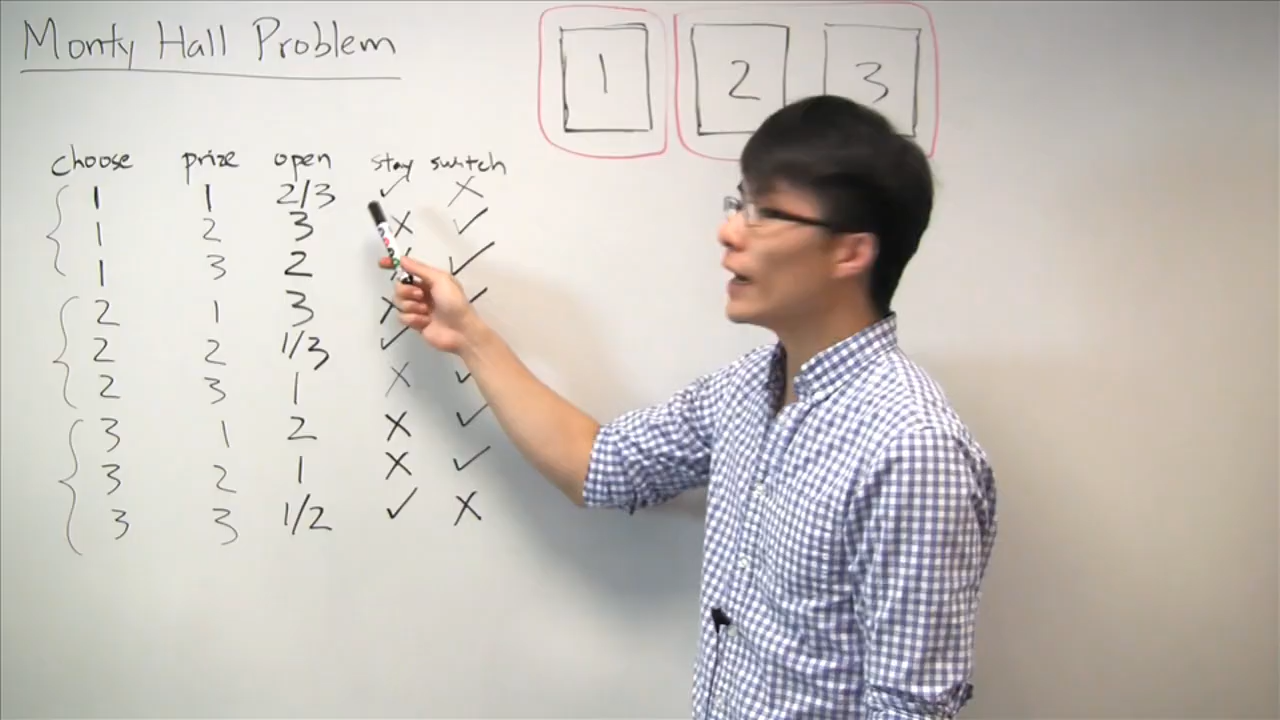 Monty Hall Problem
1 2 3
choose prize open stay switch
1 1 2/3 ✓ X
1 2 3 X ✓
1 3 2 ✓
2 1 3 X ✓
2 2 1/3 ✓
2 3 1 X ✓
3 1 2 X ✓
3 2 1 X ✓
3 3 1/2 ✓ X